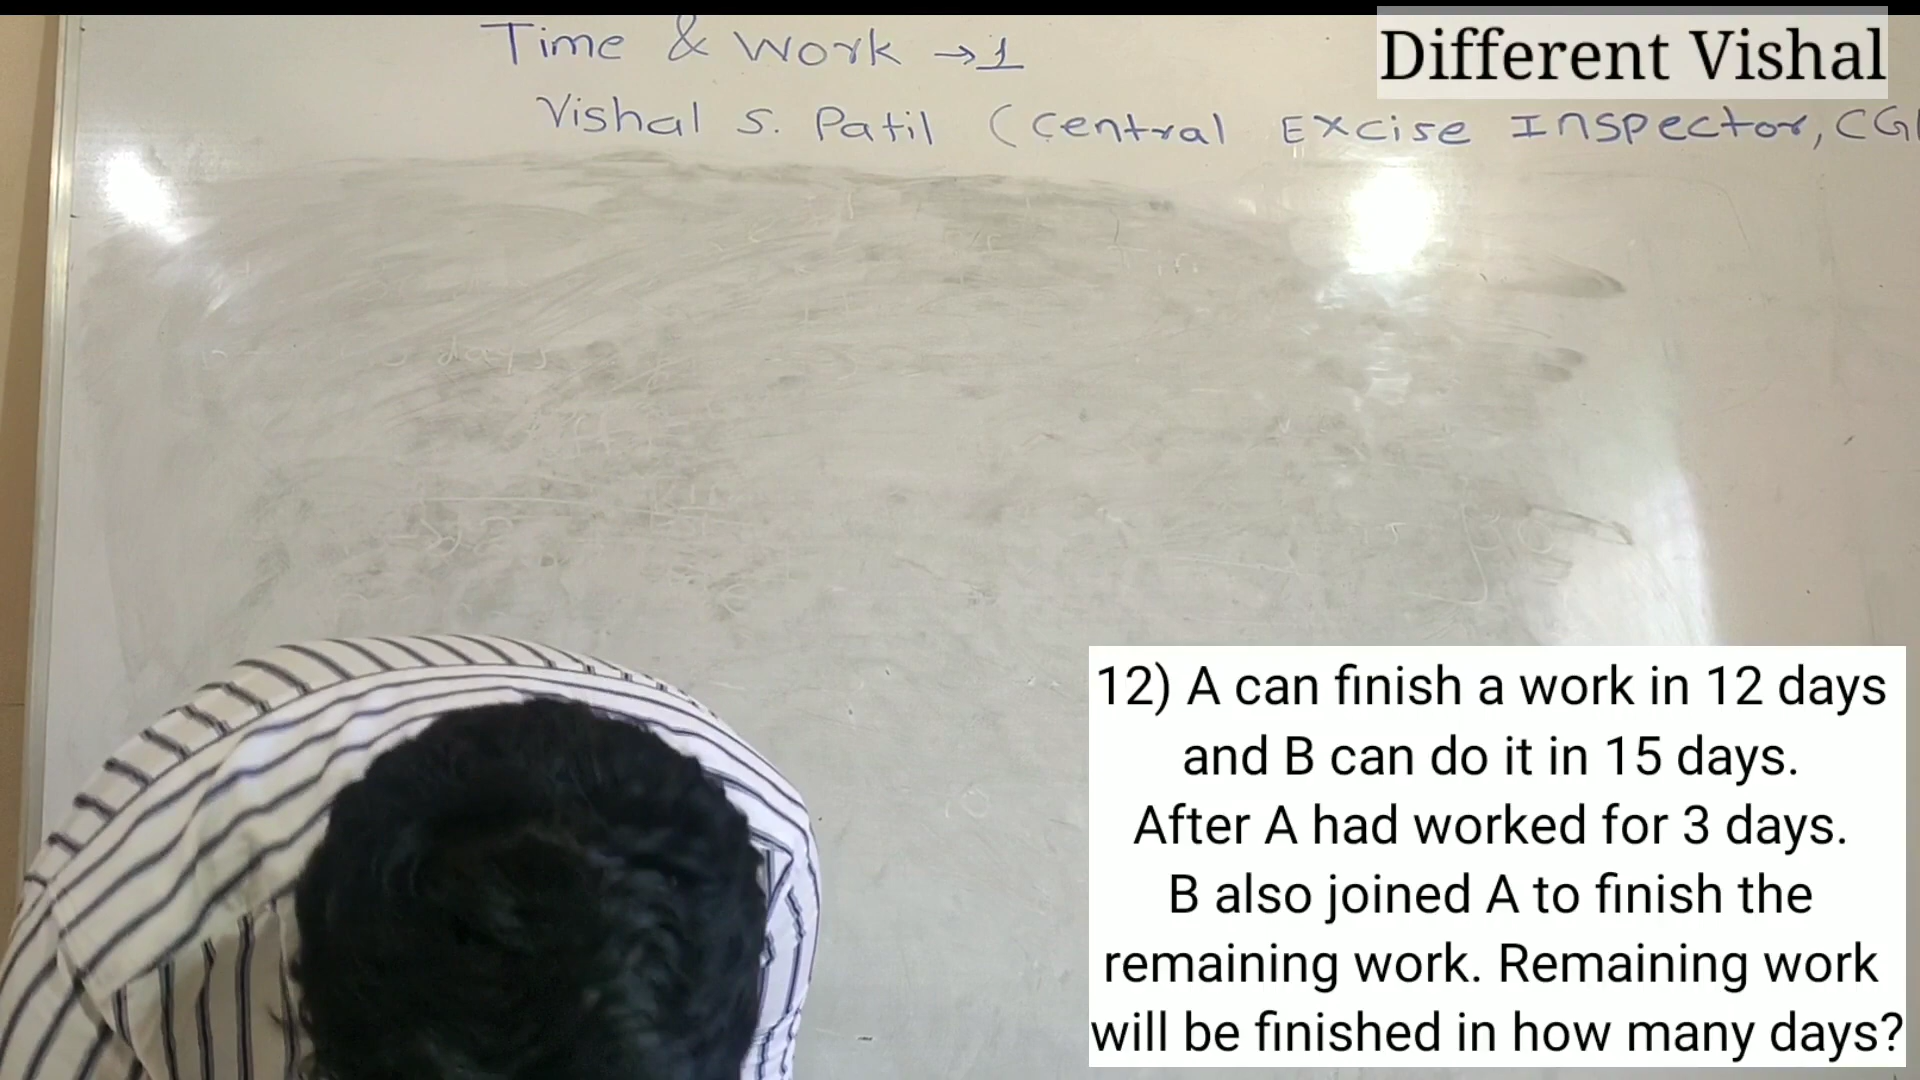 Time & Work →1
Different Vishal
Vishal S. Patil (Central Excise Inspector, CGL
days
12) A can finish a work in 12 days
and B can do it in 15 days.
After A had worked for 3 days.
B also joined A to finish the
remaining work. Remaining work
will be finished in how many days?